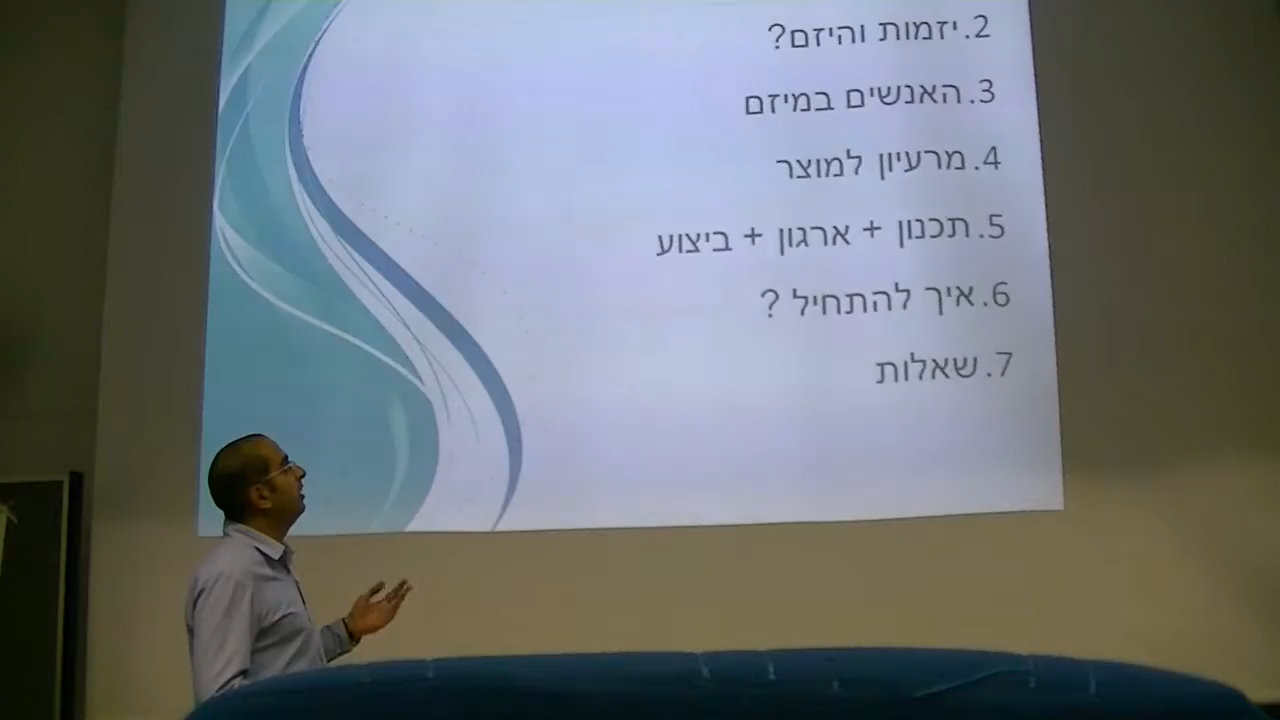 2. יזמות והיזם?
3. האנשים במיזם
4. מרעיון למוצר
5. תכנון + ארגון + ביצוע
6. איך להתחיל ?
7. שאלות